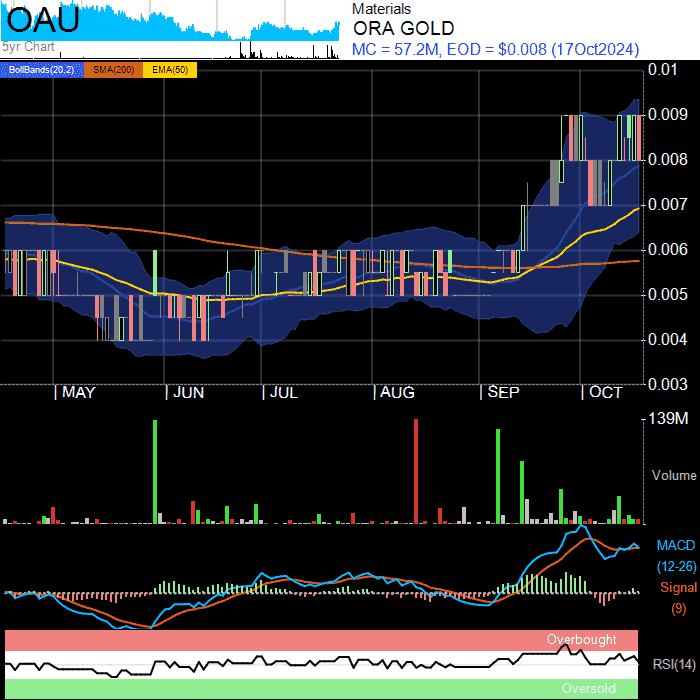 OAU
5yr Chart
Materials
ORA GOLD
MC = 57.2M, EOD = $0.008 (17Oct2024)
BollBands(20,2) SMA(200) EMA(50)
0.01
0.009
0.008
0.007
0.006
0.005
0.004
0.003
MAY JUN JUL AUG SEP OCT
139M
Volume
MACD
(12-26)
Signal
(9)
Overbought
RSI(14)
Oversold